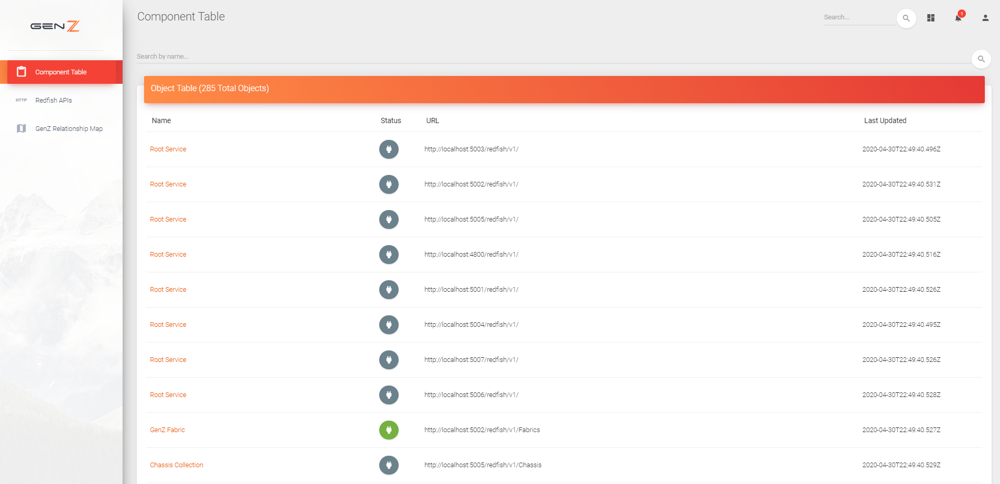 GENZ
Component Table
Search...
1
Search by name...
Component Table
HTTP Redfish APIs
GenZ Relationship Map
Object Table (285 Total Objects)
Name Status URL Last Updated
Root Service http://localhost:5003/redfish/v1/ 2020-04-30T22:49:40.496Z
Root Service http://localhost:5002/redfish/v1/ 2020-04-30T22:49:40.531Z
Root Service http://localhost:5005/redfish/v1/ 2020-04-30T22:49:40.505Z
Root Service http://localhost:4800/redfish/v1/ 2020-04-30T22:49:40.516Z
Root Service http://localhost:5001/redfish/v1/ 2020-04-30T22:49:40.526Z
Root Service http://localhost:5004/redfish/v1/ 2020-04-30T22:49:40.495Z
Root Service http://localhost:5007/redfish/v1/ 2020-04-30T22:49:40.526Z
Root Service http://localhost:5006/redfish/v1/ 2020-04-30T22:49:40.528Z
GenZ Fabric http://localhost:5002/redfish/v1/Fabrics 2020-04-30T22:49:40.527Z
Chassis Collection http://localhost:5005/redfish/v1/Chassis 2020-04-30T22:49:40.529Z